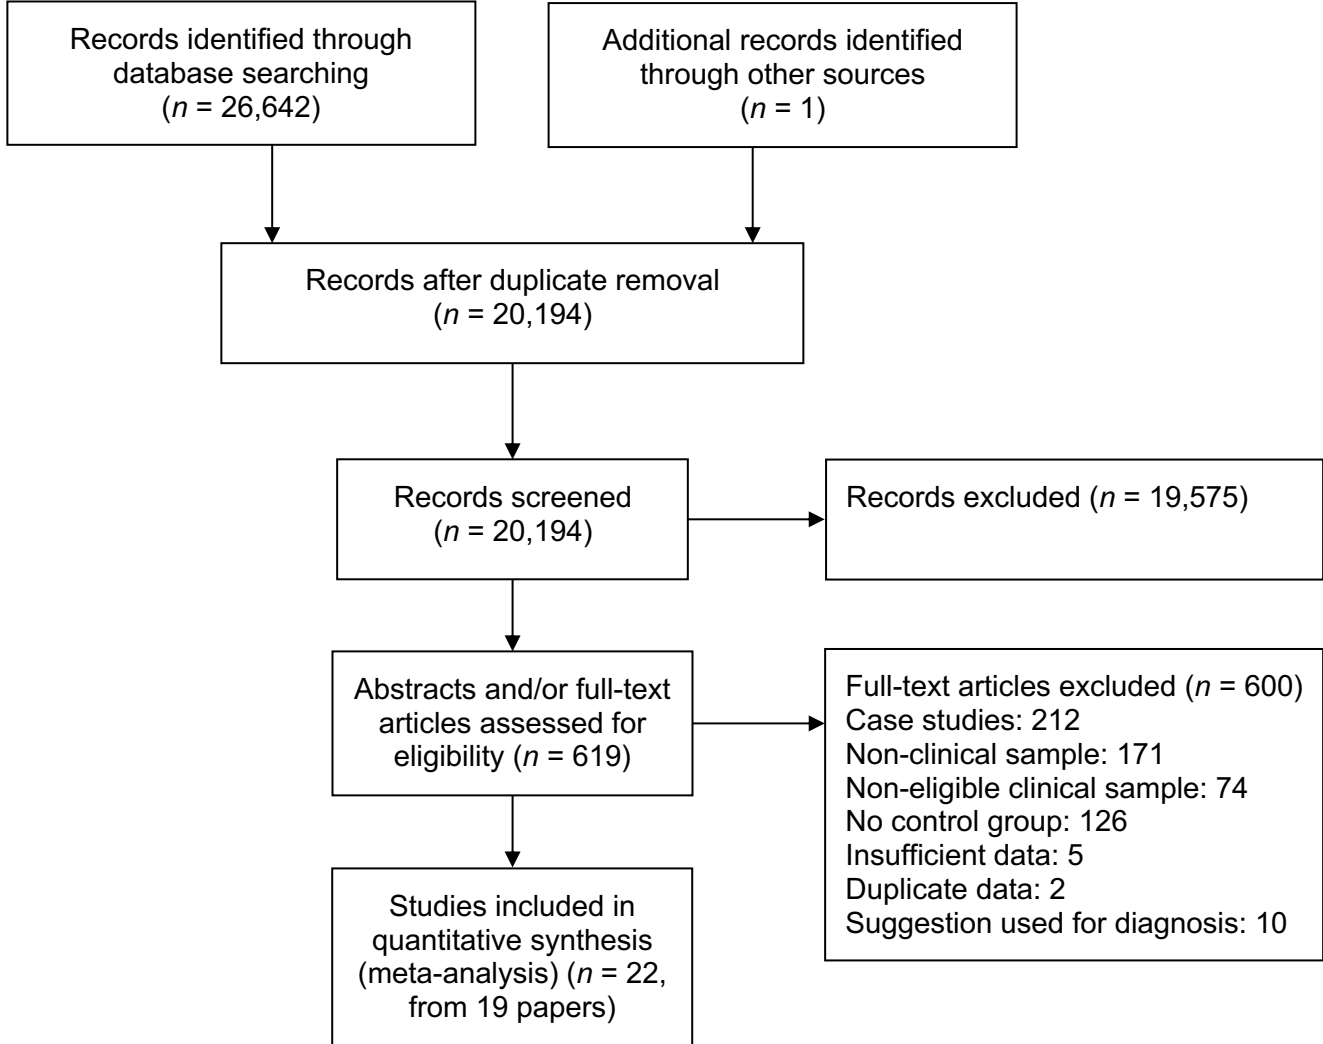 Records identified through
database searching
(n = 26,642)
Additional records identified
through other sources
(n = 1)
Records after duplicate removal
(n = 20,194)
Records screened
(n = 20,194)
Records excluded (n = 19,575)
Abstracts and/or full-text
articles assessed for
eligibility (n = 619)
Full-text articles excluded (n = 600)
Case studies: 212
Non-clinical sample: 171
Non-eligible clinical sample: 74
No control group: 126
Insufficient data: 5
Duplicate data: 2
Suggestion used for diagnosis: 10
Studies included in
quantitative synthesis
(meta-analysis) (n = 22,
from 19 papers)